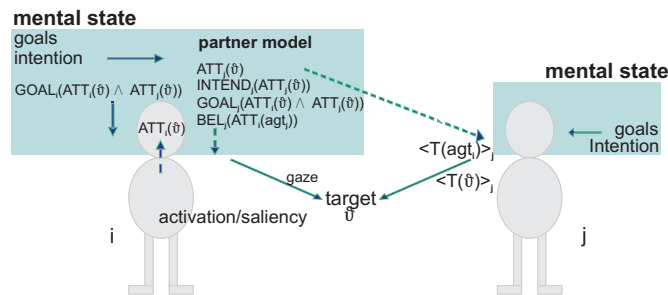 mental state
goals
intention
partner model
GOALᵢ(ATTᵢ(ϑ) ∧ ATTⱼ(ϑ))
ATTⱼ(ϑ)
INTENDⱼ(ATTⱼ(ϑ))
GOALⱼ(ATTᵢ(ϑ) ∧ ATTⱼ(ϑ))
BELⱼ(ATTᵢ(agtⱼ))
ATTᵢ(ϑ)
mental state
goals
Intention
<T(agtᵢ)>ⱼ
<T(ϑ)>ⱼ
gaze
target
ϑ
activation/saliency
i
j